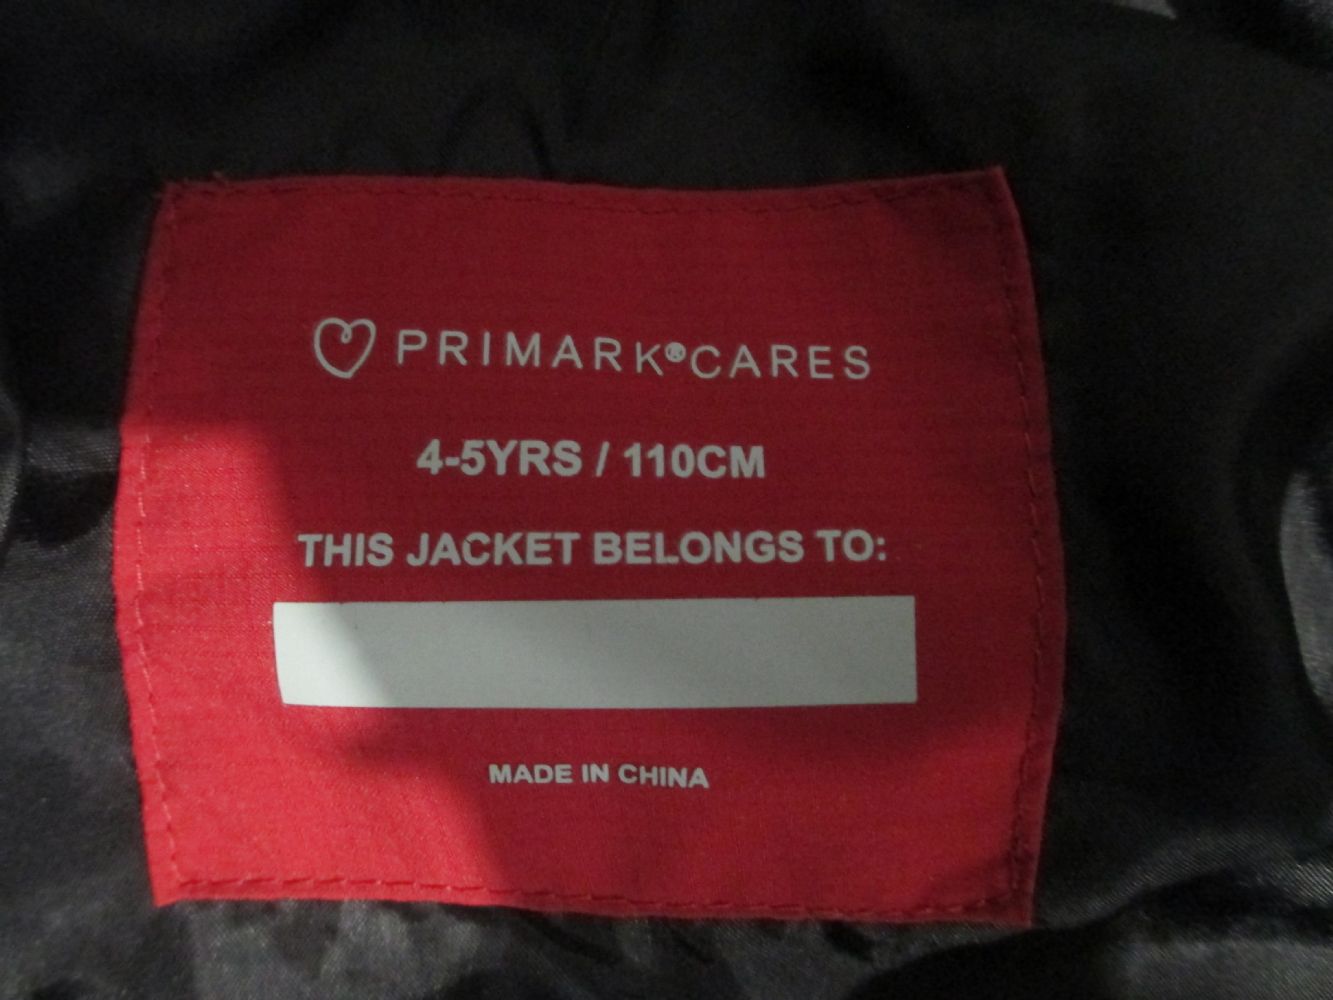 PRIMARK®CARES
4-5YRS / 110CM
THIS JACKET BELONGS TO:
MADE IN CHINA